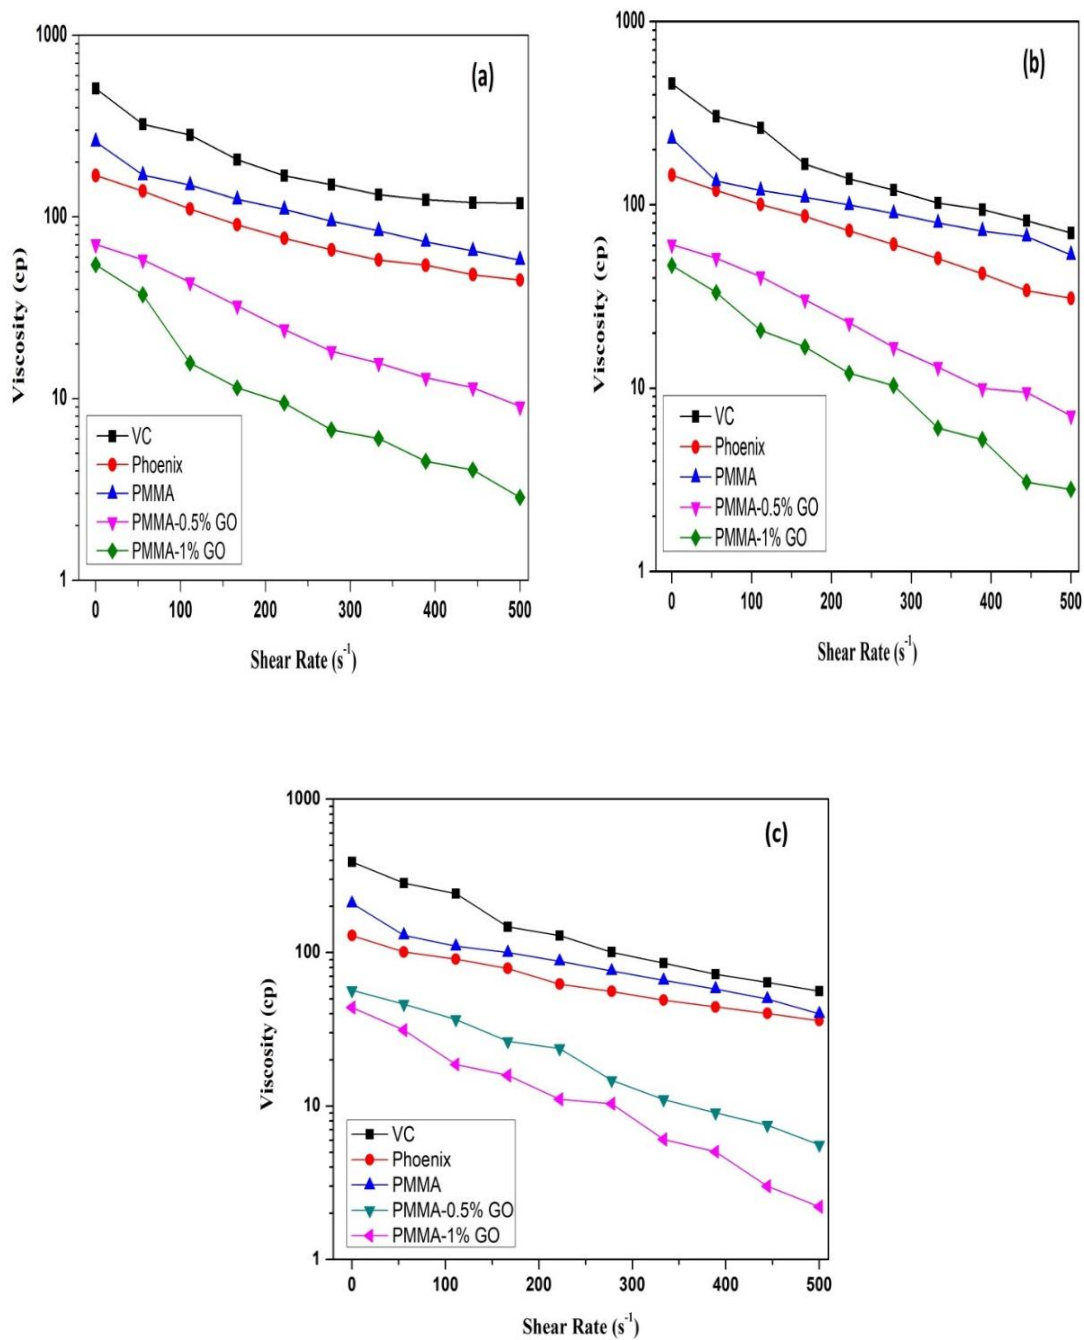 (a)
1000
100
10
1
Viscosity (cp)
VC
Phoenix
PMMA
PMMA-0.5% GO
PMMA-1% GO
0 100 200 300 400 500
Shear Rate (s-1)
(b)
1000
100
10
1
Viscosity (cp)
VC
Phoenix
PMMA
PMMA-0.5% GO
PMMA-1% GO
0 100 200 300 400 500
Shear Rate (s-1)
(c)
1000
100
10
1
Viscosity (cp)
VC
Phoenix
PMMA
PMMA-0.5% GO
PMMA-1% GO
0 100 200 300 400 500
Shear Rate (s-1)